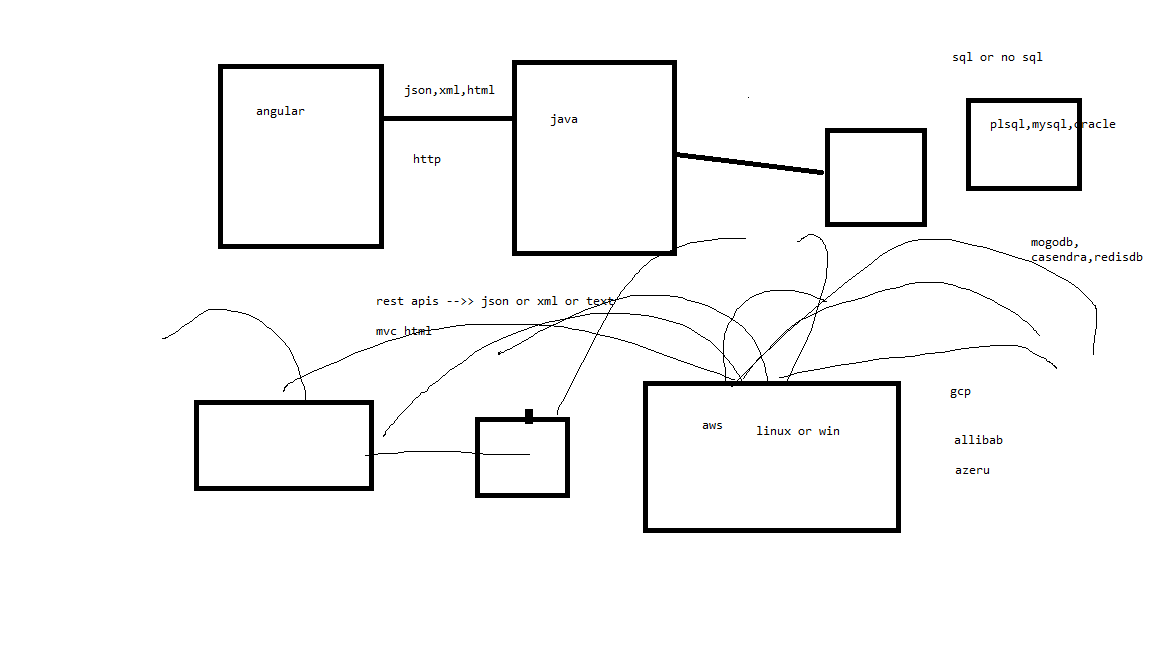 sql or no sql
json,xml,html
angular
java
plsql,mysql,oracle
http
mogodb,
casendra,redisdb
rest apis -->> json or xml or text
mvc html
gcp
aws
linux or win
allibab
azeru